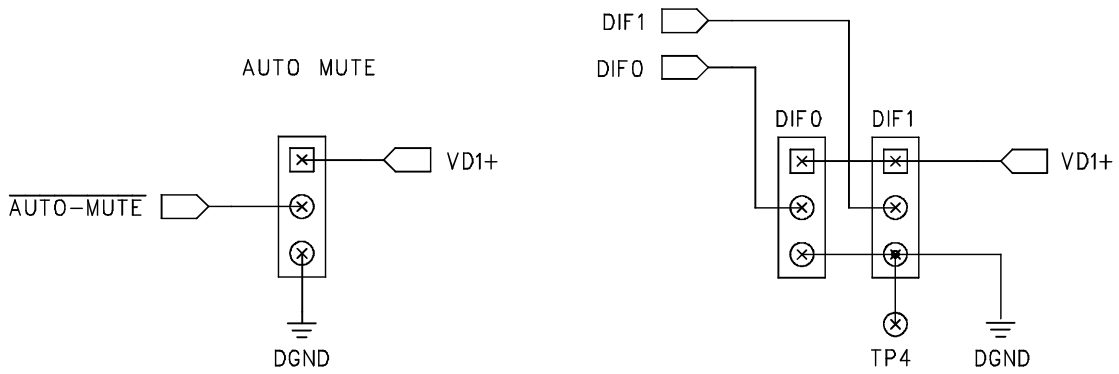 DIF1
AUTO MUTE
DIF0
DIF0
DIF1
VD1+
VD1+
AUTO-MUTE
DGND
TP4
DGND